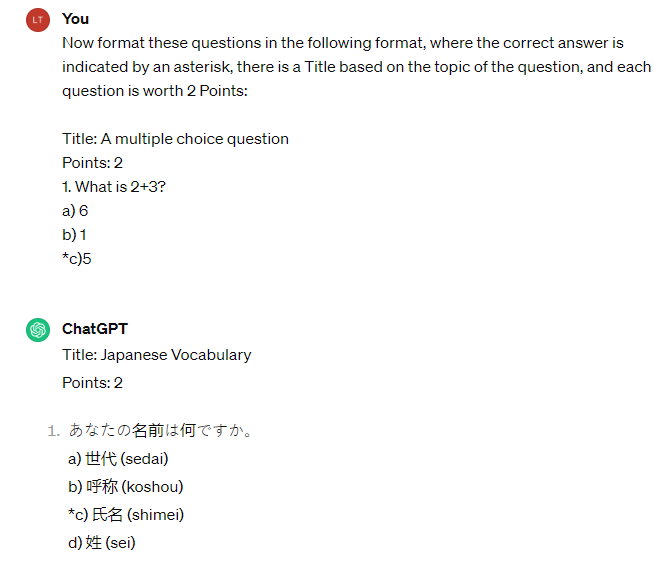 LT
You
Now format these questions in the following format, where the correct answer is
indicated by an asterisk, there is a Title based on the topic of the question, and each
question is worth 2 Points:
Title: A multiple choice question
Points: 2
1. What is 2+3?
a) 6
b) 1
*c)5
ChatGPT
Title: Japanese Vocabulary
Points: 2
1. あなたの名前は何ですか。
a) 世代 (sedai)
b) 呼称 (koshou)
*c) 氏名 (shimei)
d) 姓 (sei)